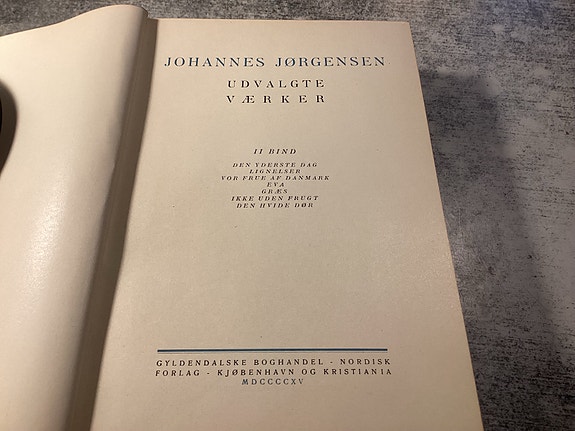 JOHANNES JØRGENSEN
UDVALGTE
VÆRKER
II BIND
DEN YDERSTE DAG
LIGNELSER
VOR FRUE AF DANMARK
EVA
GRÆS
IKKE UDEN FRUGT
DEN HVIDE DØR
GYLDENDALSKE BOGHANDEL - NORDISK
FORLAG - KJØBENHAVN OG KRISTIANIA
MDCCCCXV